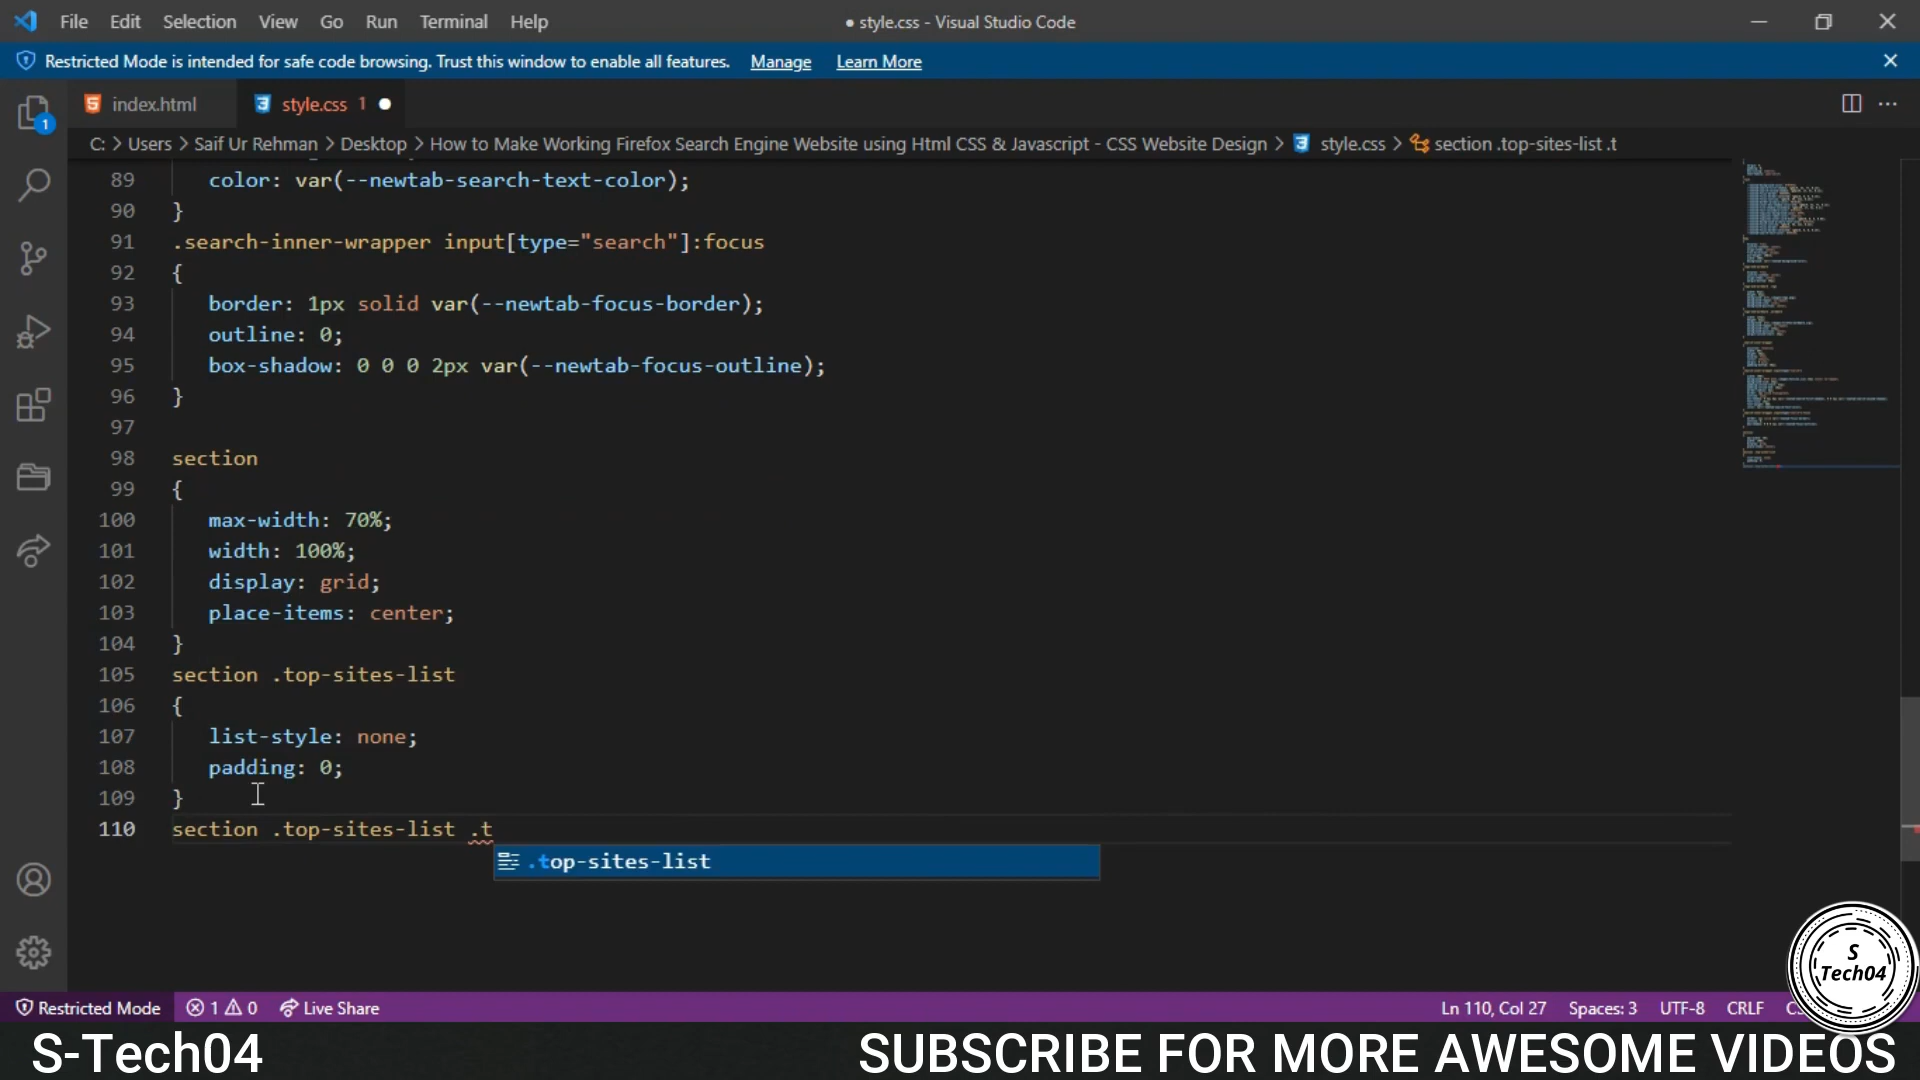 File Edit Selection View Go Run Terminal Help ● style.css - Visual Studio Code
Restricted Mode is intended for safe code browsing. Trust this window to enable all features. Manage Learn More
index.html style.css 1 ●
C: > Users > Saif Ur Rehman > Desktop > How to Make Working Firefox Search Engine Website using Html CSS & Javascript - CSS Website Design > style.css > section .top-sites-list .t
89 color: var(--newtab-search-text-color);
90 }
91 .search-inner-wrapper input[type="search"]:focus
92 {
93 border: 1px solid var(--newtab-focus-border);
94 outline: 0;
95 box-shadow: 0 0 0 2px var(--newtab-focus-outline);
96 }
97
98 section
99 {
100 max-width: 70%;
101 width: 100%;
102 display: grid;
103 place-items: center;
104 }
105 section .top-sites-list
106 {
107 list-style: none;
108 padding: 0;
109 }
110 section .top-sites-list .t
.top-sites-list
1
S
Tech04
Restricted Mode 1 0 Live Share Ln 110, Col 27 Spaces: 3 UTF-8 CRLF
S-Tech04 SUBSCRIBE FOR MORE AWESOME VIDEOS